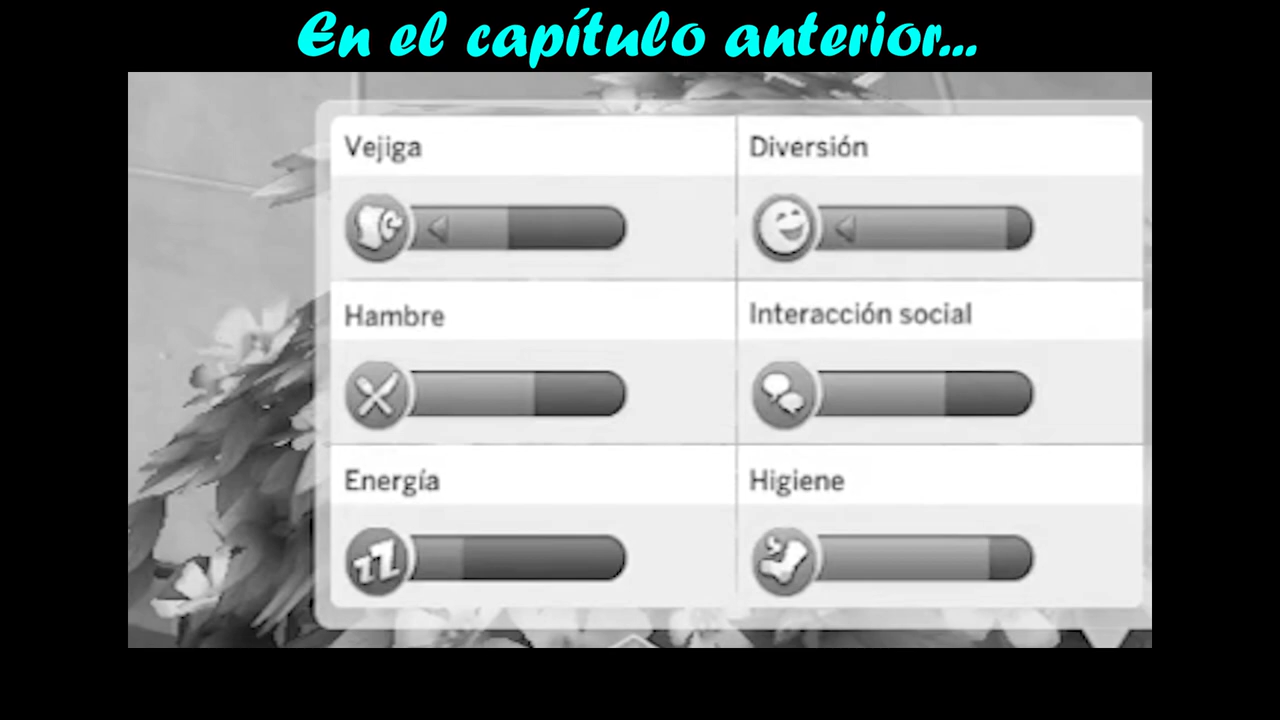 En el capítulo anterior...
Vejiga
Diversión
Hambre
Interacción social
Energía
Higiene